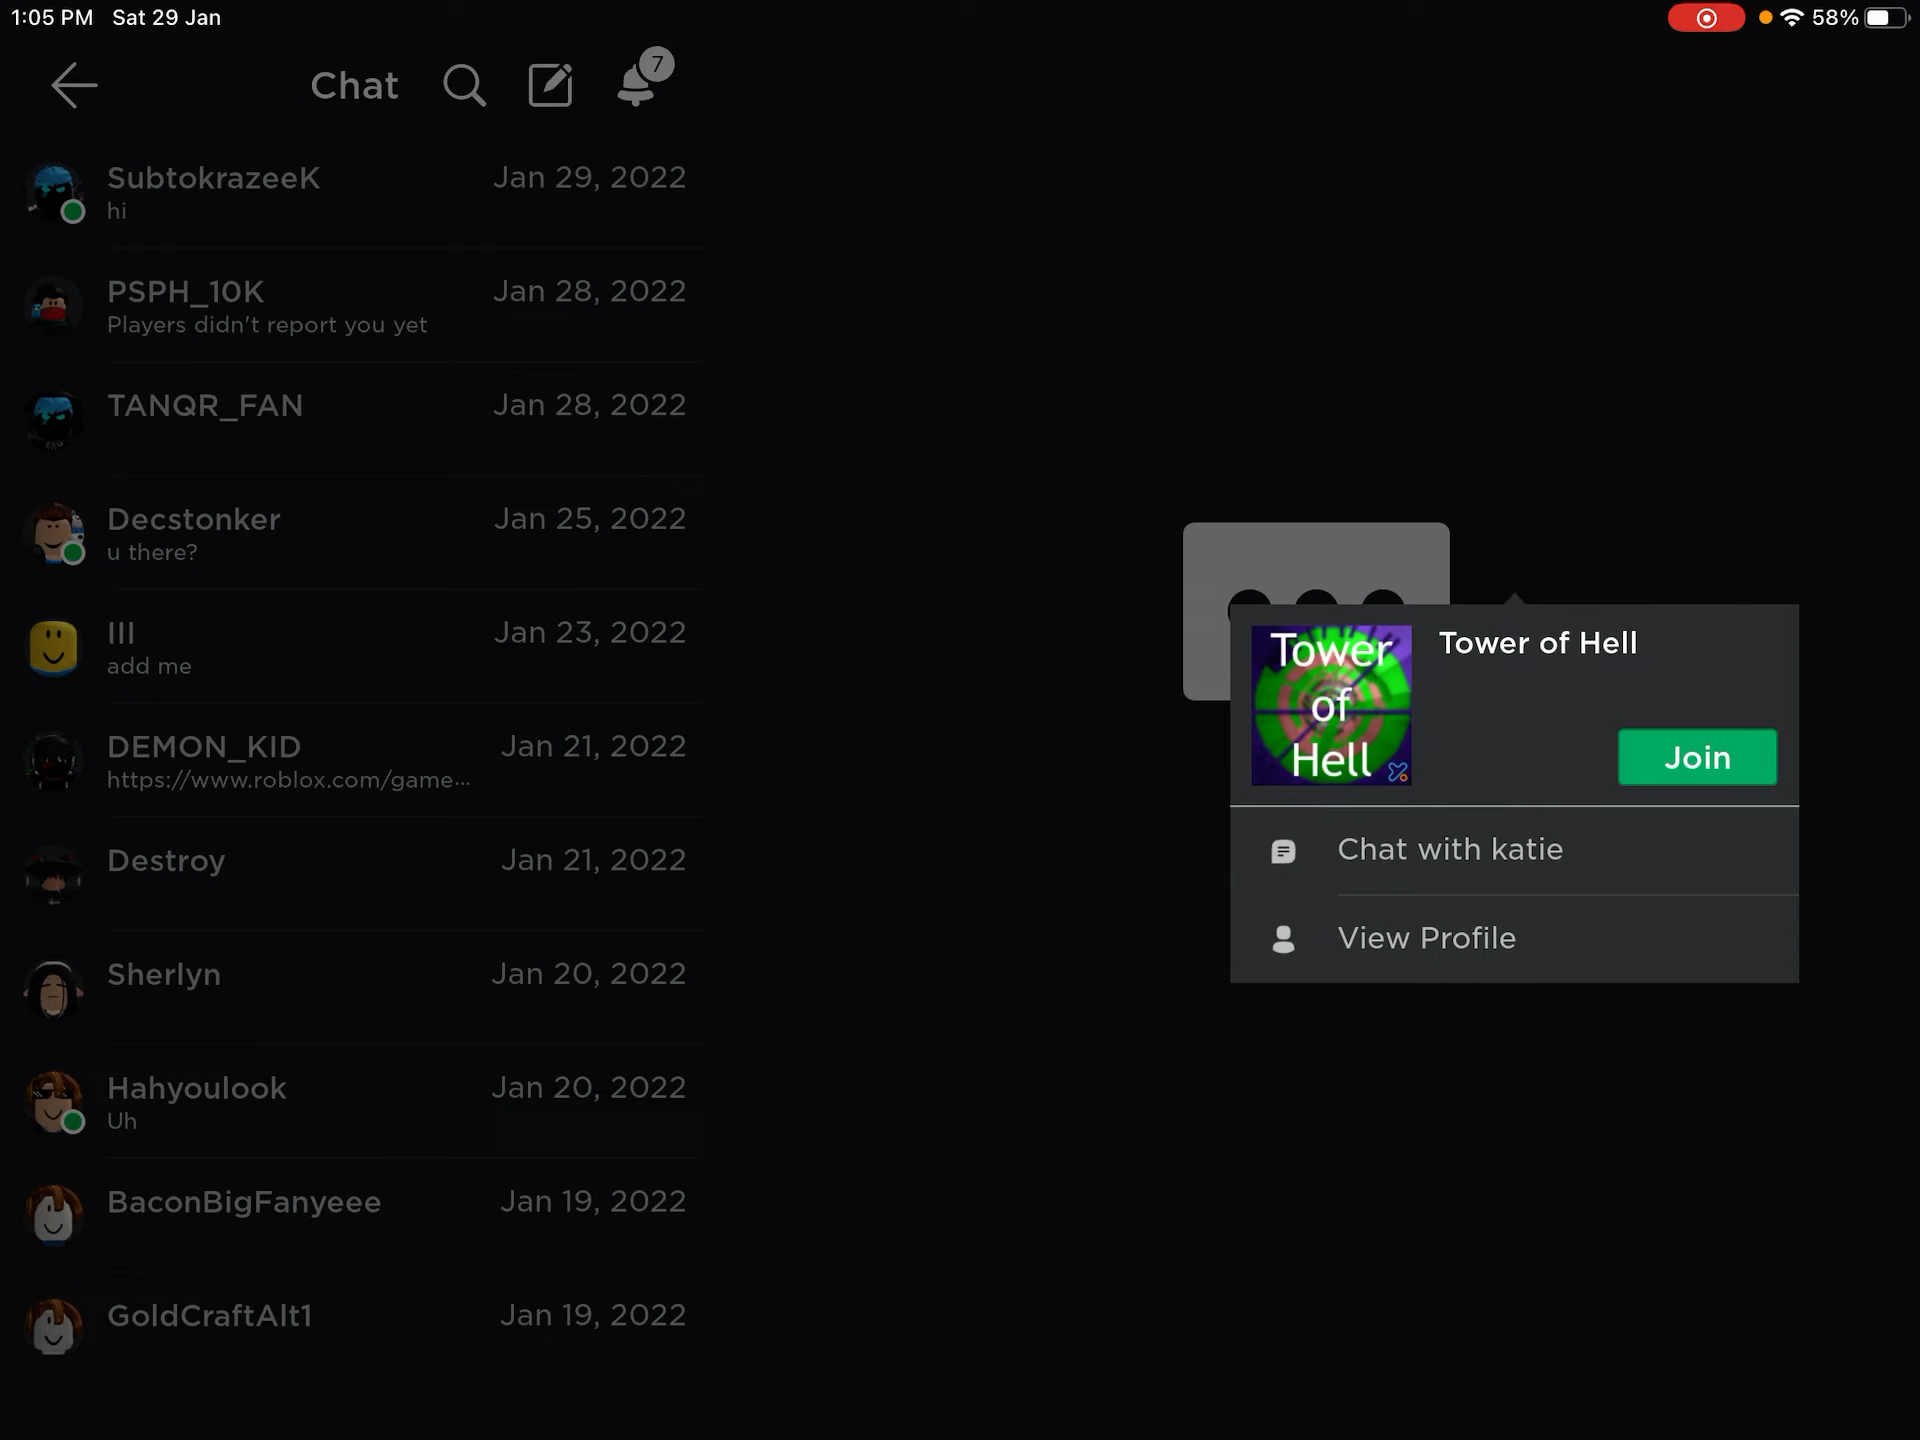 1:05 PM Sat 29 Jan
58%
Chat
7
SubtokrazeeK Jan 29, 2022
hi
PSPH_10K Jan 28, 2022
Players didn't report you yet
TANQR_FAN Jan 28, 2022
Decstonker Jan 25, 2022
u there?
III Jan 23, 2022
add me
DEMON_KID Jan 21, 2022
https://www.roblox.com/game...
Destroy Jan 21, 2022
Sherlyn Jan 20, 2022
Hahyoulook Jan 20, 2022
Uh
BaconBigFanyeee Jan 19, 2022
GoldCraftAlt1 Jan 19, 2022
Tower
of
Hell
Tower of Hell
Join
Chat with katie
View Profile